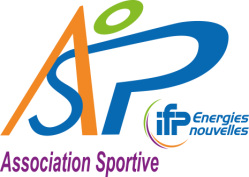 ASP
ifp Energies
nouvelles
Association Sportive